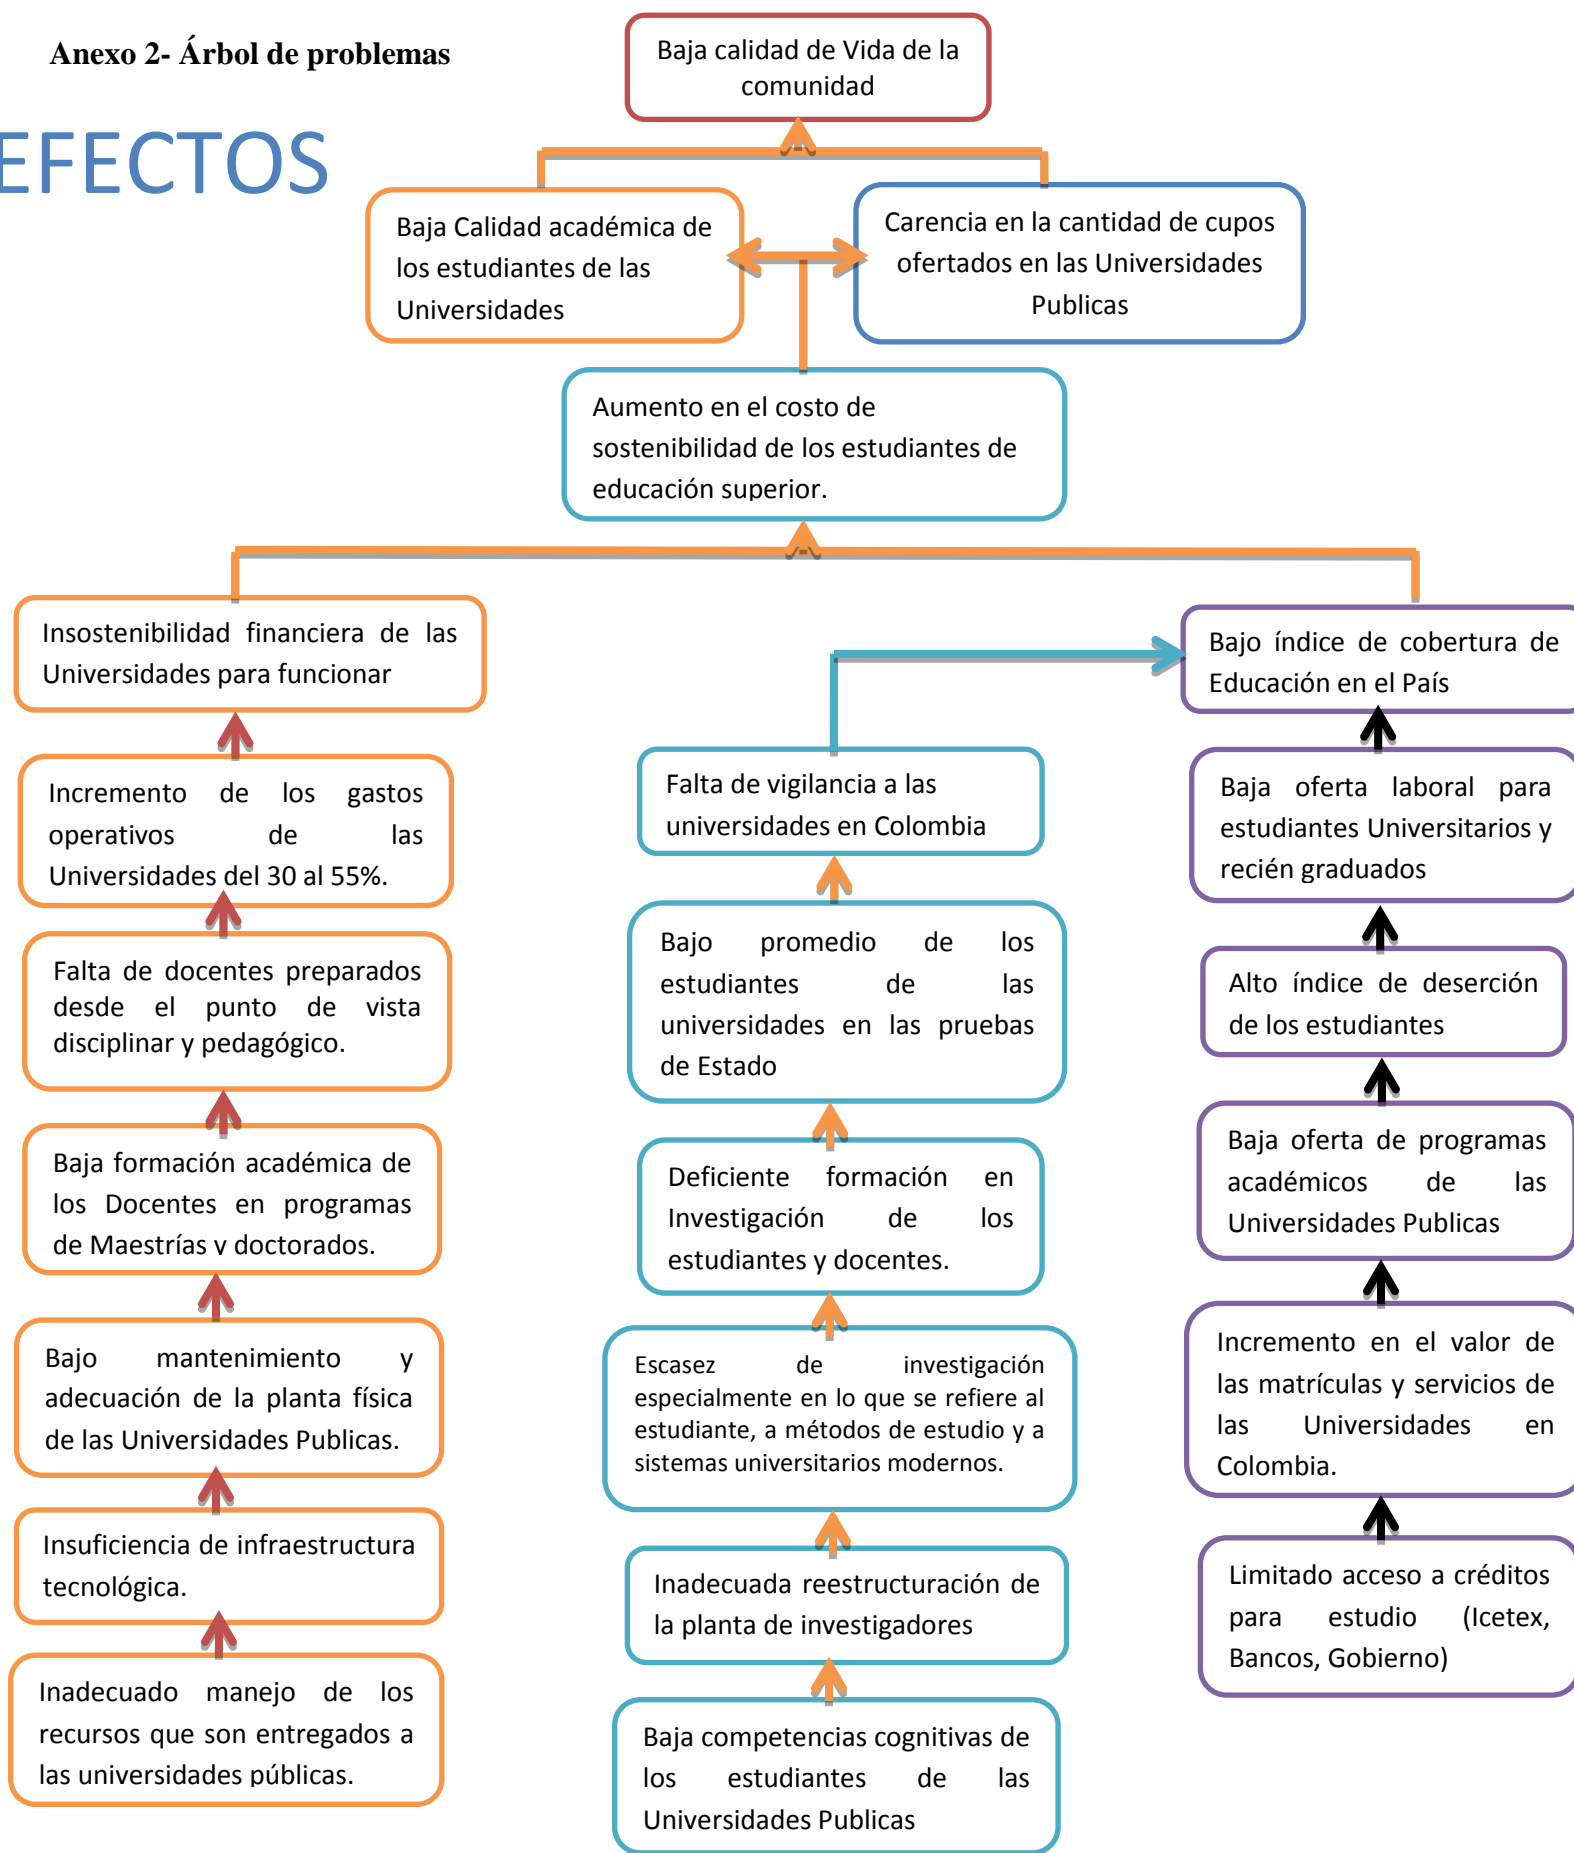 Anexo 2- Árbol de problemas
EFECTOS
Baja calidad de Vida de la
comunidad
Baja Calidad académica de
los estudiantes de las
Universidades
Carencia en la cantidad de cupos
ofertados en las Universidades
Publicas
Aumento en el costo de
sostenibilidad de los estudiantes de
educación superior.
Insostenibilidad financiera de las
Universidades para funcionar
Incremento de los gastos
operativos de las
Universidades del 30 al 55%.
Falta de docentes preparados
desde el punto de vista
disciplinar y pedagógico.
Baja formación académica de
los Docentes en programas
de Maestrías y doctorados.
Bajo mantenimiento y
adecuación de la planta física
de las Universidades Publicas.
Insuficiencia de infraestructura
tecnológica.
Inadecuado manejo de los
recursos que son entregados a
las universidades públicas.
Falta de vigilancia a las
universidades en Colombia
Bajo promedio de los
estudiantes de las
universidades en las pruebas
de Estado
Deficiente formación en
Investigación de los
estudiantes y docentes.
Escasez de investigación
especialmente en lo que se refiere al
estudiante, a métodos de estudio y a
sistemas universitarios modernos.
Inadecuada reestructuración de
la planta de investigadores
Baja competencias cognitivas de
los estudiantes de las
Universidades Publicas
Bajo índice de cobertura de
Educación en el País
Baja oferta laboral para
estudiantes Universitarios y
recién graduados
Alto índice de deserción
de los estudiantes
Baja oferta de programas
académicos de las
Universidades Publicas
Incremento en el valor de
las matrículas y servicios de
las Universidades en
Colombia.
Limitado acceso a créditos
para estudio (Icetex,
Bancos, Gobierno)